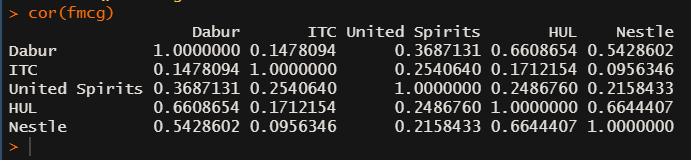 > cor(fmcg)
Dabur ITC United Spirits HUL Nestle
Dabur 1.0000000 0.1478094 0.3687131 0.6608654 0.5428602
ITC 0.1478094 1.0000000 0.2540640 0.1712154 0.0956346
United Spirits 0.3687131 0.2540640 1.0000000 0.2486760 0.2158433
HUL 0.6608654 0.1712154 0.2486760 1.0000000 0.6644407
Nestle 0.5428602 0.0956346 0.2158433 0.6644407 1.0000000
>